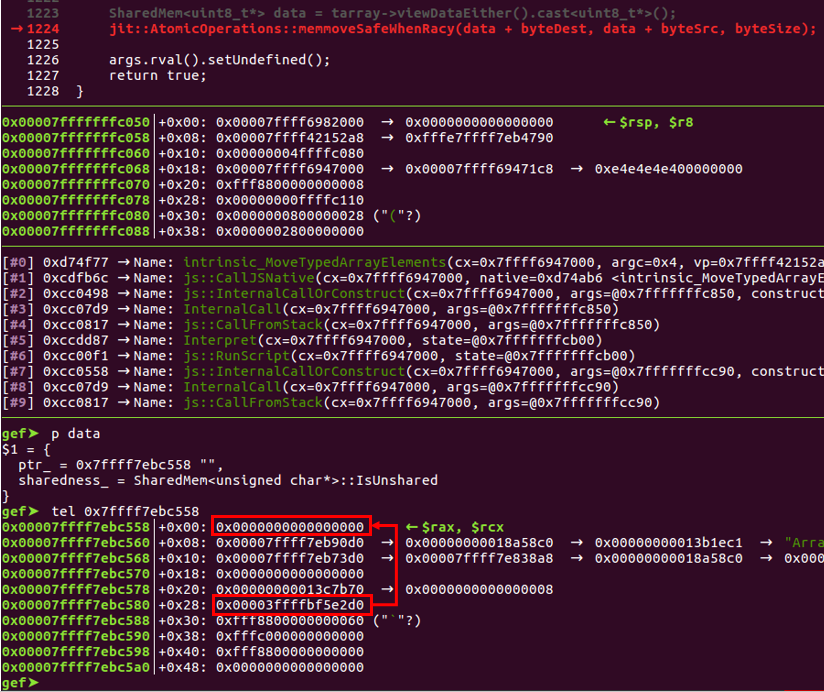 1223 SharedMem<uint8_t*> data = tarray->viewDataEither().cast<uint8_t*>();
→1224 jit::AtomicOperations::memmoveSafeWhenRacy(data + byteDest, data + byteSrc, byteSize);
1225
1226 args.rval().setUndefined();
1227 return true;
1228 }
0x00007fffffffc050│+0x00: 0x00007ffff6982000 → 0x0000000000000000 ←$rsp, $r8
0x00007fffffffc058│+0x08: 0x00007ffff42152a8 → 0xfffe7ffff7eb4790
0x00007fffffffc060│+0x10: 0x00000004ffffc080
0x00007fffffffc068│+0x18: 0x00007ffff6947000 → 0x00007ffff69471c8 → 0xe4e4e4e400000000
0x00007fffffffc070│+0x20: 0xfff8800000000008
0x00007fffffffc078│+0x28: 0x00000000ffffc110
0x00007fffffffc080│+0x30: 0x0000000800000028 ("("?)
0x00007fffffffc088│+0x38: 0x0000002800000000
[#0] 0xd74f77 →Name: intrinsic_MoveTypedArrayElements(cx=0x7ffff6947000, argc=0x4, vp=0x7ffff42152a
[#1] 0xcdfb6c →Name: js::CallJSNative(cx=0x7ffff6947000, native=0xd74ab6 <intrinsic_MoveTypedArrayE
[#2] 0xcc0498 →Name: js::InternalCallOrConstruct(cx=0x7ffff6947000, args=@0x7fffffffc850, construct
[#3] 0xcc07d9 →Name: InternalCall(cx=0x7ffff6947000, args=@0x7fffffffc850)
[#4] 0xcc0817 →Name: js::CallFromStack(cx=0x7ffff6947000, args=@0x7fffffffc850)
[#5] 0xccdd87 →Name: Interpret(cx=0x7ffff6947000, state=@0x7fffffffcb00)
[#6] 0xcc00f1 →Name: js::RunScript(cx=0x7ffff6947000, state=@0x7fffffffcb00)
[#7] 0xcc0558 →Name: js::InternalCallOrConstruct(cx=0x7ffff6947000, args=@0x7fffffffcc90, construct
[#8] 0xcc07d9 →Name: InternalCall(cx=0x7ffff6947000, args=@0x7fffffffcc90)
[#9] 0xcc0817 →Name: js::CallFromStack(cx=0x7ffff6947000, args=@0x7fffffffcc90)
gef➤ p data
$1 = {
ptr_ = 0x7ffff7ebc558 "",
sharedness_ = SharedMem<unsigned char*>::IsUnshared
}
gef➤ tel 0x7ffff7ebc558
0x00007ffff7ebc558│+0x00: 0x0000000000000000 ←$rax, $rcx
0x00007ffff7ebc560│+0x08: 0x00007ffff7eb90d0 → 0x00000000018a58c0 → 0x00000000013b1ec1 → "Arra
0x00007ffff7ebc568│+0x10: 0x00007ffff7eb73d0 → 0x00007ffff7e838a8 → 0x00000000018a58c0 → 0x000
0x00007ffff7ebc570│+0x18: 0x0000000000000000
0x00007ffff7ebc578│+0x20: 0x00000000013c7b70 → 0x0000000000000008
0x00007ffff7ebc580│+0x28: 0x00003ffffbf5e2d0
0x00007ffff7ebc588│+0x30: 0xfff8800000000060 ("`"?)
0x00007ffff7ebc590│+0x38: 0xfffc000000000000
0x00007ffff7ebc598│+0x40: 0xfff8800000000000
0x00007ffff7ebc5a0│+0x48: 0x0000000000000000
gef➤